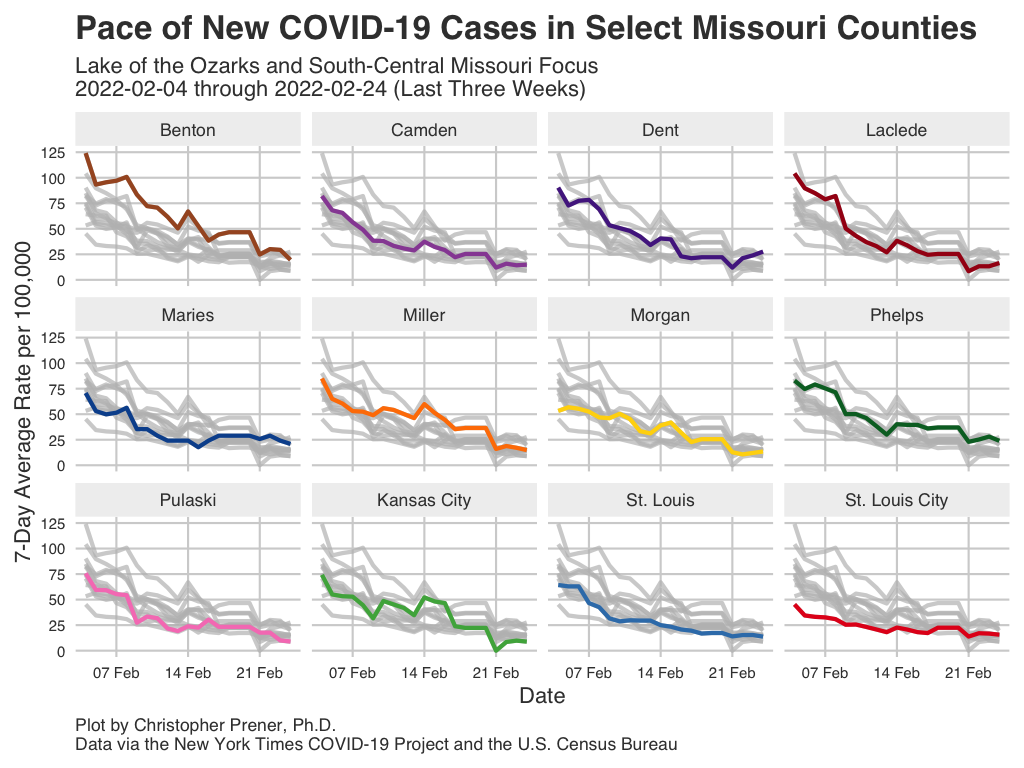 Pace of New COVID-19 Cases in Select Missouri Counties
Lake of the Ozarks and South-Central Missouri Focus
2022-02-04 through 2022-02-24 (Last Three Weeks)
Benton
Camden
Dent
Laclede
125
100
75
50
25
0
Maries
Miller
Morgan
Phelps
125
100
75
50
25
0
Pulaski
Kansas City
St. Louis
St. Louis City
125
100
75
50
25
0
7-Day Average Rate per 100,000
07 Feb 14 Feb 21 Feb
07 Feb 14 Feb 21 Feb
07 Feb 14 Feb 21 Feb
07 Feb 14 Feb 21 Feb
Date
Plot by Christopher Prener, Ph.D.
Data via the New York Times COVID-19 Project and the U.S. Census Bureau